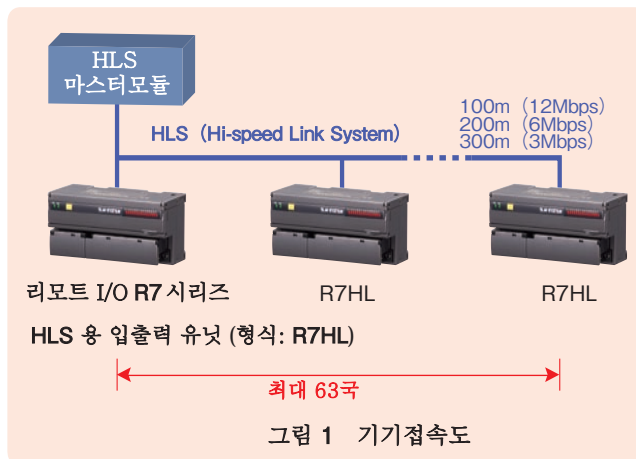 HLS
마스터모듈
HLS (Hi-speed Link System)
100m (12Mbps)
200m (6Mbps)
300m (3Mbps)
리모트 I/O R7 시리즈
R7HL
R7HL
HLS 용 입출력 유닛 (형식: R7HL)
최대 63국
그림 1 기기접속도